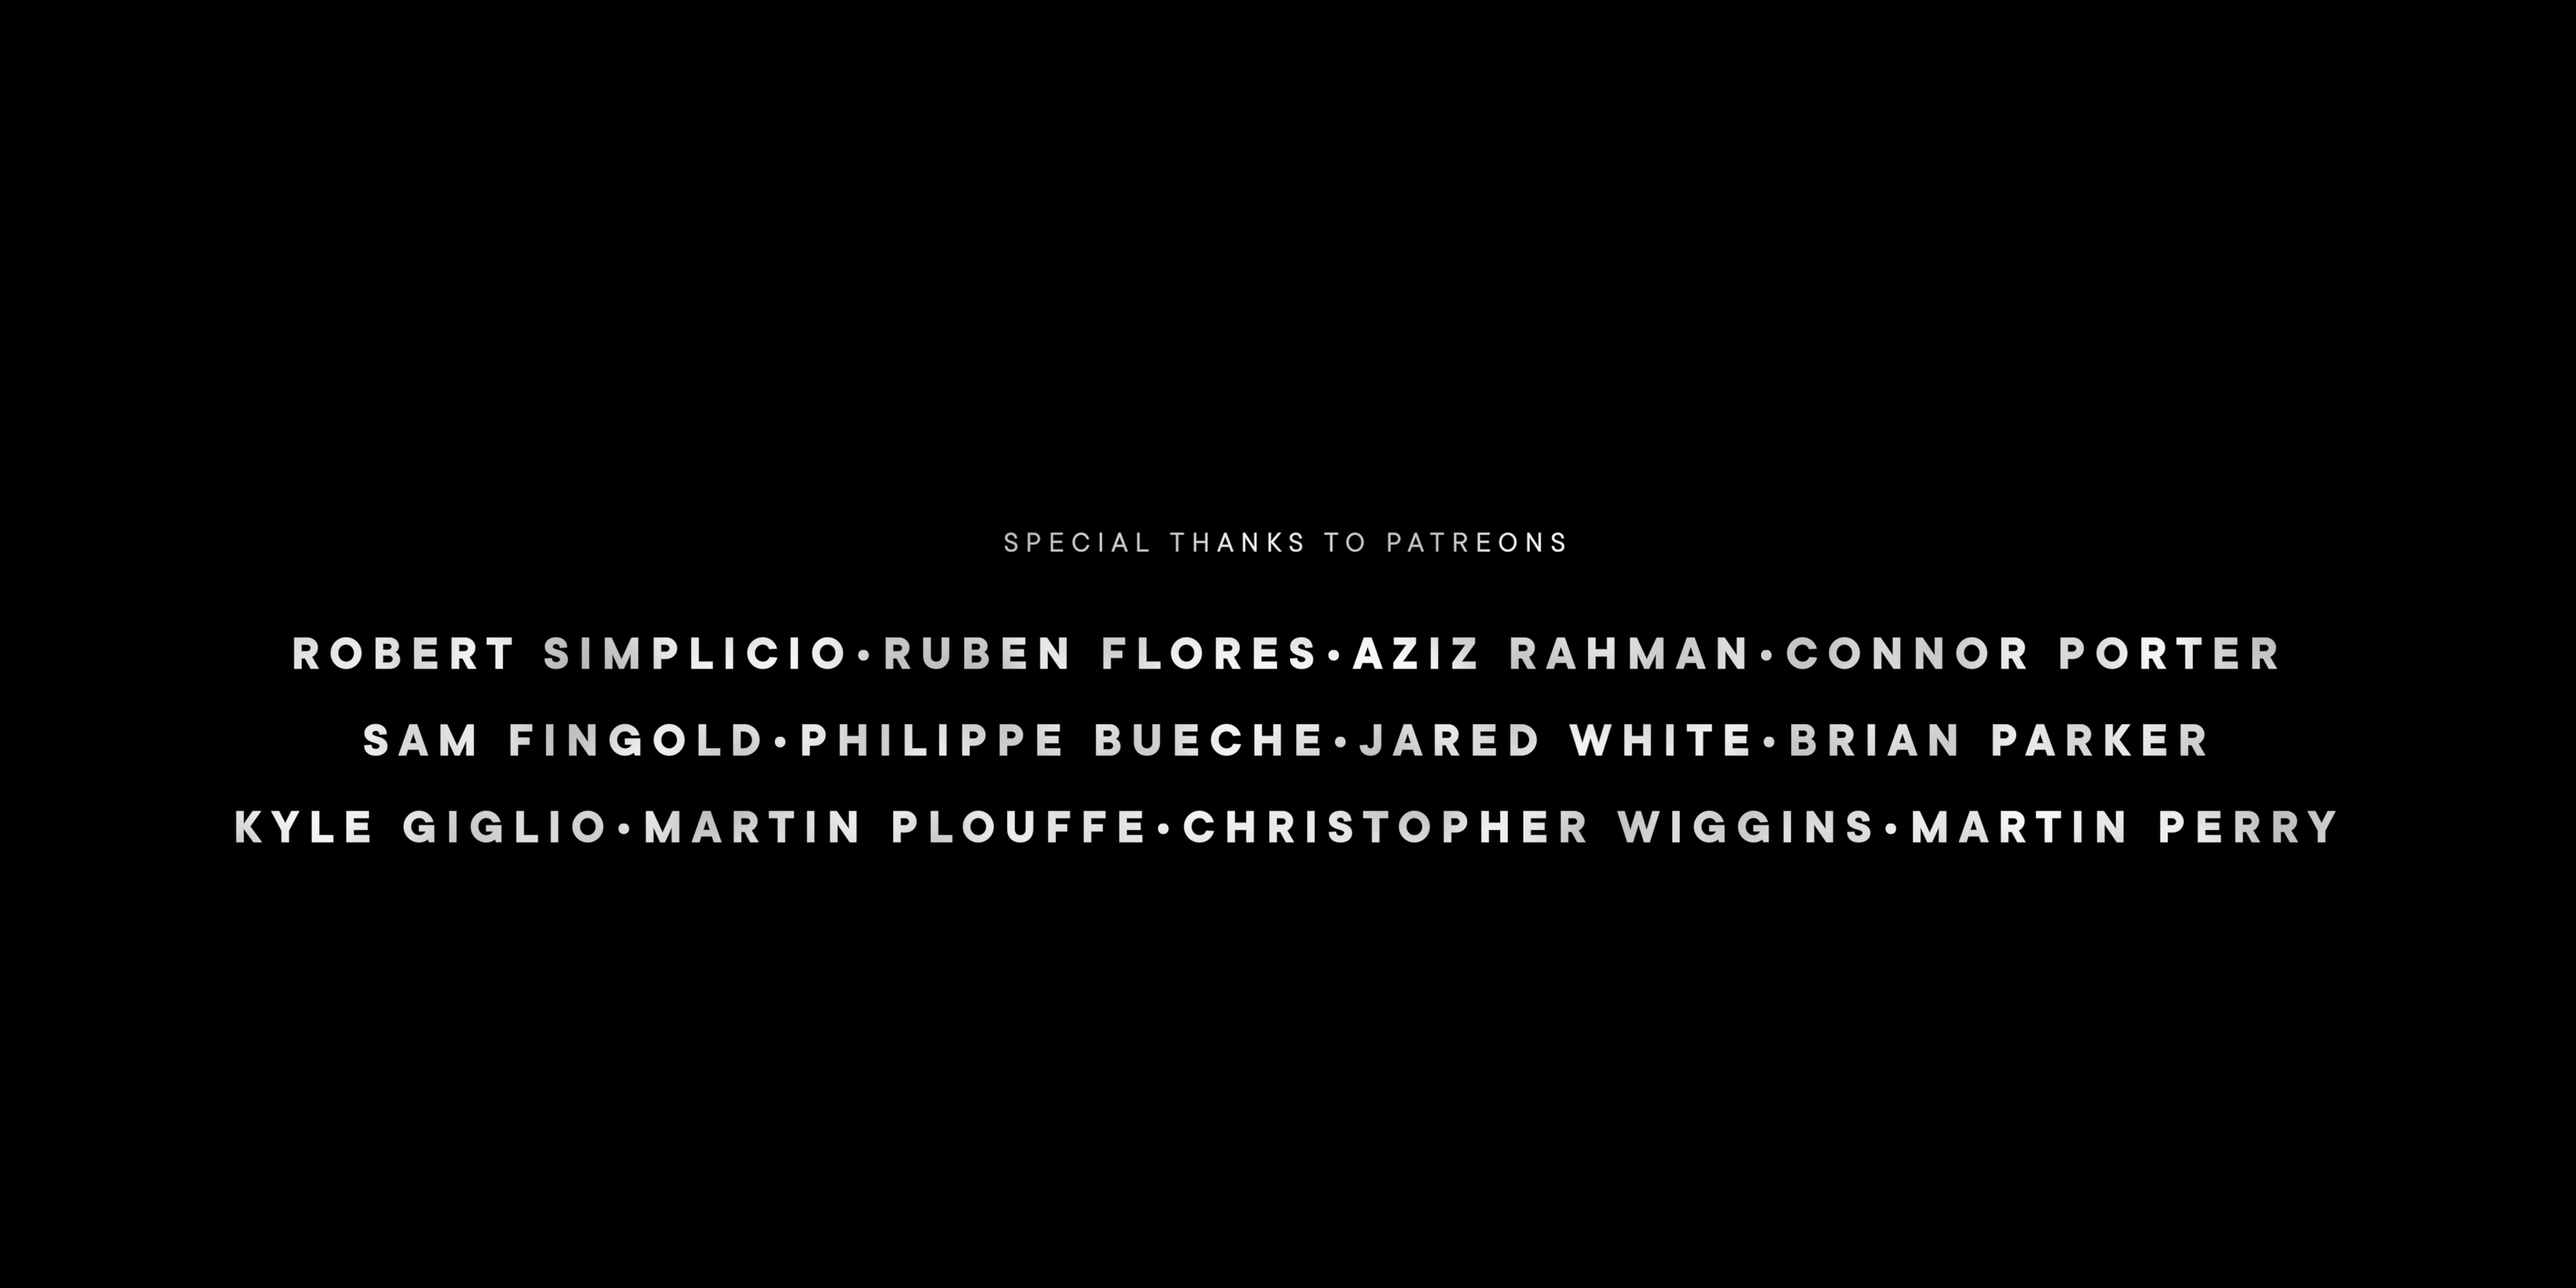 SPECIAL THANKS TO PATREONS
ROBERT SIMPLICIO•RUBEN FLORES•AZIZ RAHMAN•CONNOR PORTER
SAM FINGOLD•PHILIPPE BUECHE•JARED WHITE•BRIAN PARKER
KYLE GIGLIO•MARTIN PLOUFFE•CHRISTOPHER WIGGINS•MARTIN PERRY